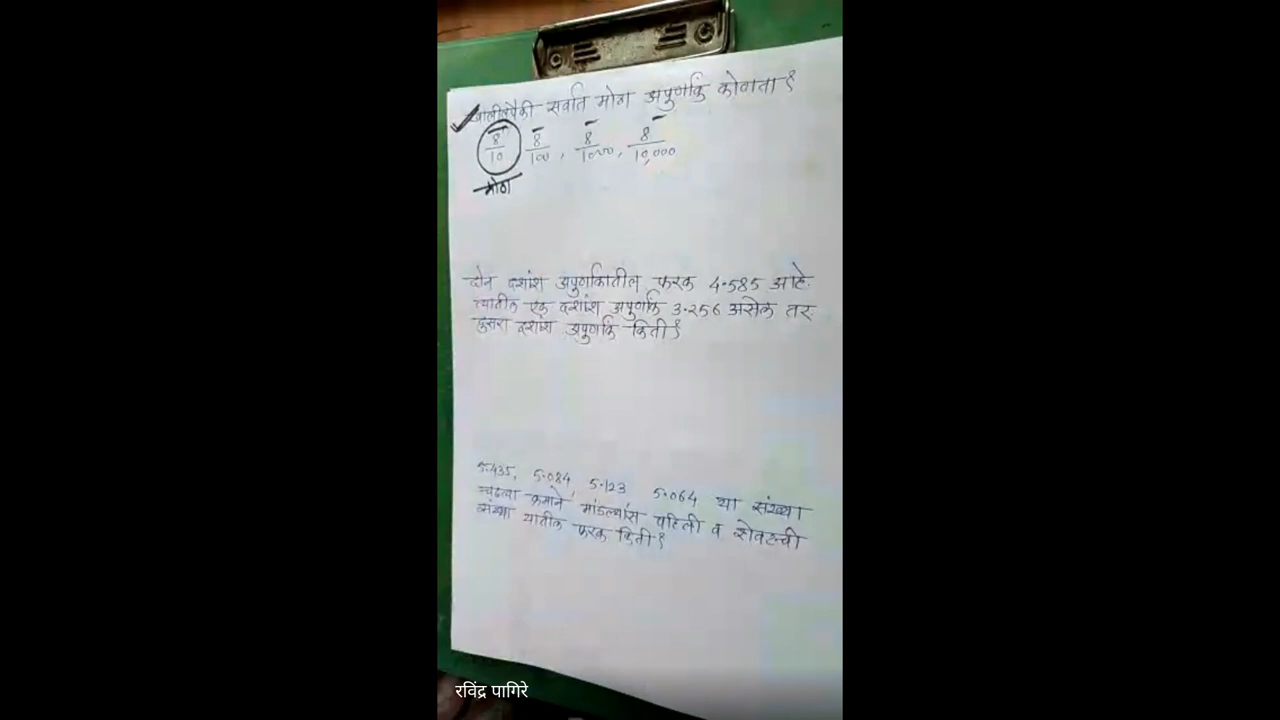 खालीलपैकी सर्वात मोठा अपुर्णांक कोणता?
8/10 8/100, 8/1000, 8/10,000
मोठा
दोन दशांश अपुर्णांकातील फरक 4.585 आहे.
त्यातील एक दशांश अपुर्णांक 3.256 असेल तर
दुसरा दशांश अपुर्णांक किती?
5.435, 5.084, 5.123 5.064 या संख्या
चढत्या क्रमाने मांडल्यास पहिली व शेवटची
संख्या यातील फरक किती?
रविंद्र पागिरे